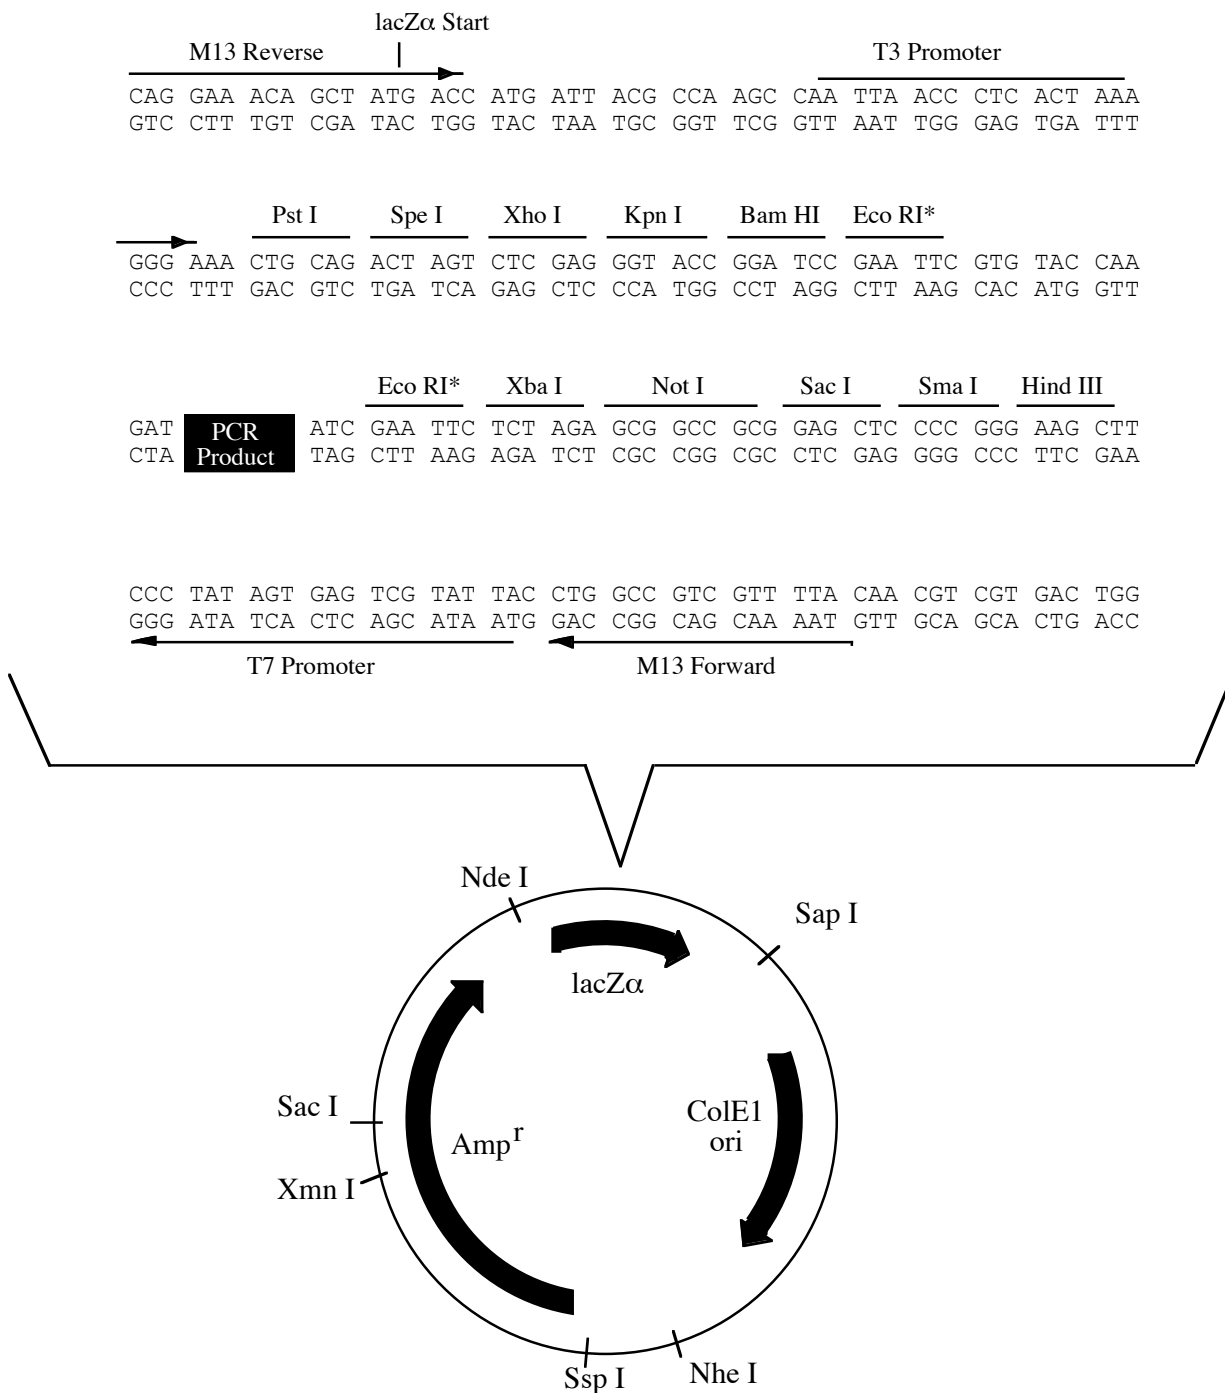 lacZα Start
M13 Reverse
T3 Promoter
CAG GAA ACA GCT ATG ACC ATG ATT ACG CCA AGC CAA TTA ACC CTC ACT AAA
GTC CTT TGT CGA TAC TGG TAC TAA TGC GGT TCG GTT AAT TGG GAG TGA TTT
Pst I Spe I Xho I Kpn I Bam HI Eco RI*
GGG AAA CTG CAG ACT AGT CTC GAG GGT ACC GGA TCC GAA TTC GTG TAC CAA
CCC TTT GAC GTC TGA TCA GAG CTC CCA TGG CCT AGG CTT AAG CAC ATG GTT
Eco RI* Xba I Not I Sac I Sma I Hind III
GAT PCR ATC GAA TTC TCT AGA GCG GCC GCG GAG CTC CCC GGG AAG CTT
CTA Product TAG CTT AAG AGA TCT CGC CGG CGC CTC GAG GGG CCC TTC GAA
CCC TAT AGT GAG TCG TAT TAC CTG GCC GTC GTT TTA CAA CGT CGT GAC TGG
GGG ATA TCA CTC AGC ATA ATG GAC CGG CAG CAA AAT GTT GCA GCA CTG ACC
T7 Promoter M13 Forward
Nde I
Sap I
lacZα
Sac I
ColE1
ori
Amp^r
Xmn I
Ssp I
Nhe I